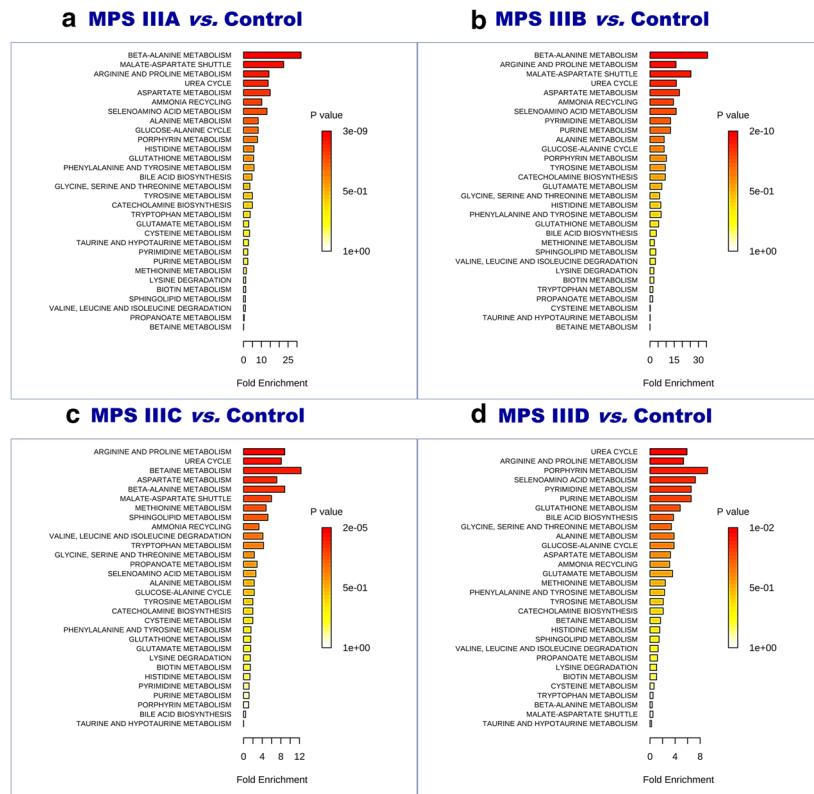 a MPS IIIA vs. Control
BETA-ALANINE METABOLISM
MALATE-ASPARTATE SHUTTLE
ARGININE AND PROLINE METABOLISM
UREA CYCLE
ASPARTATE METABOLISM
AMMONIA RECYCLING
SELENOAMINO ACID METABOLISM
ALANINE METABOLISM
GLUCOSE-ALANINE CYCLE
PORPHYRIN METABOLISM
HISTIDINE METABOLISM
GLUTATHIONE METABOLISM
PHENYLALANINE AND TYROSINE METABOLISM
BILE ACID BIOSYNTHESIS
GLYCINE, SERINE AND THREONINE METABOLISM
TYROSINE METABOLISM
CATECHOLAMINE BIOSYNTHESIS
TRYPTOPHAN METABOLISM
GLUTAMATE METABOLISM
CYSTEINE METABOLISM
TAURINE AND HYPOTAURINE METABOLISM
PYRIMIDINE METABOLISM
PURINE METABOLISM
METHIONINE METABOLISM
LYSINE DEGRADATION
BIOTIN METABOLISM
SPHINGOLIPID METABOLISM
VALINE, LEUCINE AND ISOLEUCINE DEGRADATION
PROPANOATE METABOLISM
BETAINE METABOLISM
P value
3e-09
5e-01
1e+00
0 10 25
Fold Enrichment
b MPS IIIB vs. Control
BETA-ALANINE METABOLISM
ARGININE AND PROLINE METABOLISM
MALATE-ASPARTATE SHUTTLE
UREA CYCLE
ASPARTATE METABOLISM
AMMONIA RECYCLING
SELENOAMINO ACID METABOLISM
PYRIMIDINE METABOLISM
PURINE METABOLISM
ALANINE METABOLISM
GLUCOSE-ALANINE CYCLE
PORPHYRIN METABOLISM
TYROSINE METABOLISM
CATECHOLAMINE BIOSYNTHESIS
GLUTAMATE METABOLISM
GLYCINE, SERINE AND THREONINE METABOLISM
HISTIDINE METABOLISM
PHENYLALANINE AND TYROSINE METABOLISM
GLUTATHIONE METABOLISM
BILE ACID BIOSYNTHESIS
METHIONINE METABOLISM
SPHINGOLIPID METABOLISM
VALINE, LEUCINE AND ISOLEUCINE DEGRADATION
LYSINE DEGRADATION
BIOTIN METABOLISM
TRYPTOPHAN METABOLISM
PROPANOATE METABOLISM
CYSTEINE METABOLISM
TAURINE AND HYPOTAURINE METABOLISM
BETAINE METABOLISM
P value
2e-10
5e-01
1e+00
0 15 30
Fold Enrichment
c MPS IIIC vs. Control
ARGININE AND PROLINE METABOLISM
UREA CYCLE
BETAINE METABOLISM
ASPARTATE METABOLISM
BETA-ALANINE METABOLISM
MALATE-ASPARTATE SHUTTLE
METHIONINE METABOLISM
SPHINGOLIPID METABOLISM
AMMONIA RECYCLING
VALINE, LEUCINE AND ISOLEUCINE DEGRADATION
TRYPTOPHAN METABOLISM
GLYCINE, SERINE AND THREONINE METABOLISM
PROPANOATE METABOLISM
SELENOAMINO ACID METABOLISM
ALANINE METABOLISM
GLUCOSE-ALANINE CYCLE
TYROSINE METABOLISM
CATECHOLAMINE BIOSYNTHESIS
CYSTEINE METABOLISM
PHENYLALANINE AND TYROSINE METABOLISM
GLUTATHIONE METABOLISM
GLUTAMATE METABOLISM
LYSINE DEGRADATION
BIOTIN METABOLISM
HISTIDINE METABOLISM
PYRIMIDINE METABOLISM
PURINE METABOLISM
PORPHYRIN METABOLISM
BILE ACID BIOSYNTHESIS
TAURINE AND HYPOTAURINE METABOLISM
P value
2e-05
5e-01
1e+00
0 4 8 12
Fold Enrichment
d MPS IIID vs. Control
UREA CYCLE
ARGININE AND PROLINE METABOLISM
PORPHYRIN METABOLISM
SELENOAMINO ACID METABOLISM
PYRIMIDINE METABOLISM
PURINE METABOLISM
GLUTATHIONE METABOLISM
BILE ACID BIOSYNTHESIS
GLYCINE, SERINE AND THREONINE METABOLISM
ALANINE METABOLISM
GLUCOSE-ALANINE CYCLE
ASPARTATE METABOLISM
AMMONIA RECYCLING
GLUTAMATE METABOLISM
METHIONINE METABOLISM
PHENYLALANINE AND TYROSINE METABOLISM
TYROSINE METABOLISM
CATECHOLAMINE BIOSYNTHESIS
BETAINE METABOLISM
HISTIDINE METABOLISM
SPHINGOLIPID METABOLISM
VALINE, LEUCINE AND ISOLEUCINE DEGRADATION
PROPANOATE METABOLISM
LYSINE DEGRADATION
BIOTIN METABOLISM
CYSTEINE METABOLISM
TRYPTOPHAN METABOLISM
BETA-ALANINE METABOLISM
MALATE-ASPARTATE SHUTTLE
TAURINE AND HYPOTAURINE METABOLISM
P value
1e-02
5e-01
1e+00
0 4 8
Fold Enrichment